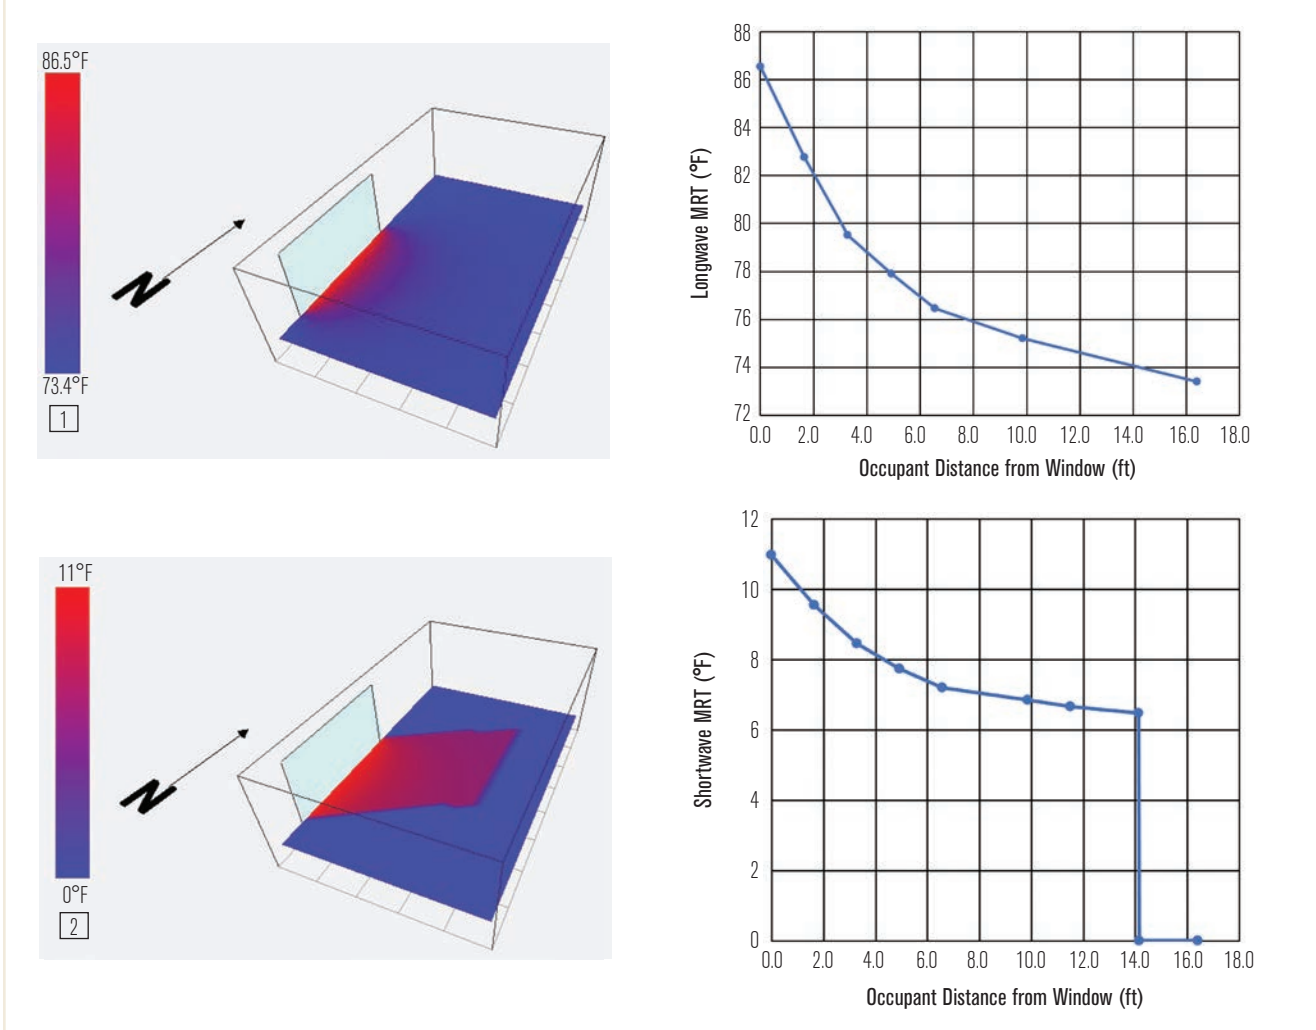 86.5°F
N
73.4°F
1
Longwave MRT (°F)
88
86
84
82
80
78
76
74
72
0.0 2.0 4.0 6.0 8.0 10.0 12.0 14.0 16.0 18.0
Occupant Distance from Window (ft)
11°F
N
0°F
2
Shortwave MRT (°F)
12
10
8
6
4
2
0
0.0 2.0 4.0 6.0 8.0 10.0 12.0 14.0 16.0 18.0
Occupant Distance from Window (ft)